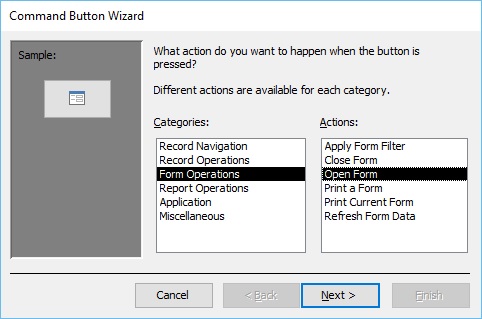 Command Button Wizard
Sample:
What action do you want to happen when the button is
pressed?
Different actions are available for each category.
Categories:
Record Navigation
Record Operations
Form Operations
Report Operations
Application
Miscellaneous
Actions:
Apply Form Filter
Close Form
Open Form
Print a Form
Print Current Form
Refresh Form Data
Cancel
< Back
Next >
Finish